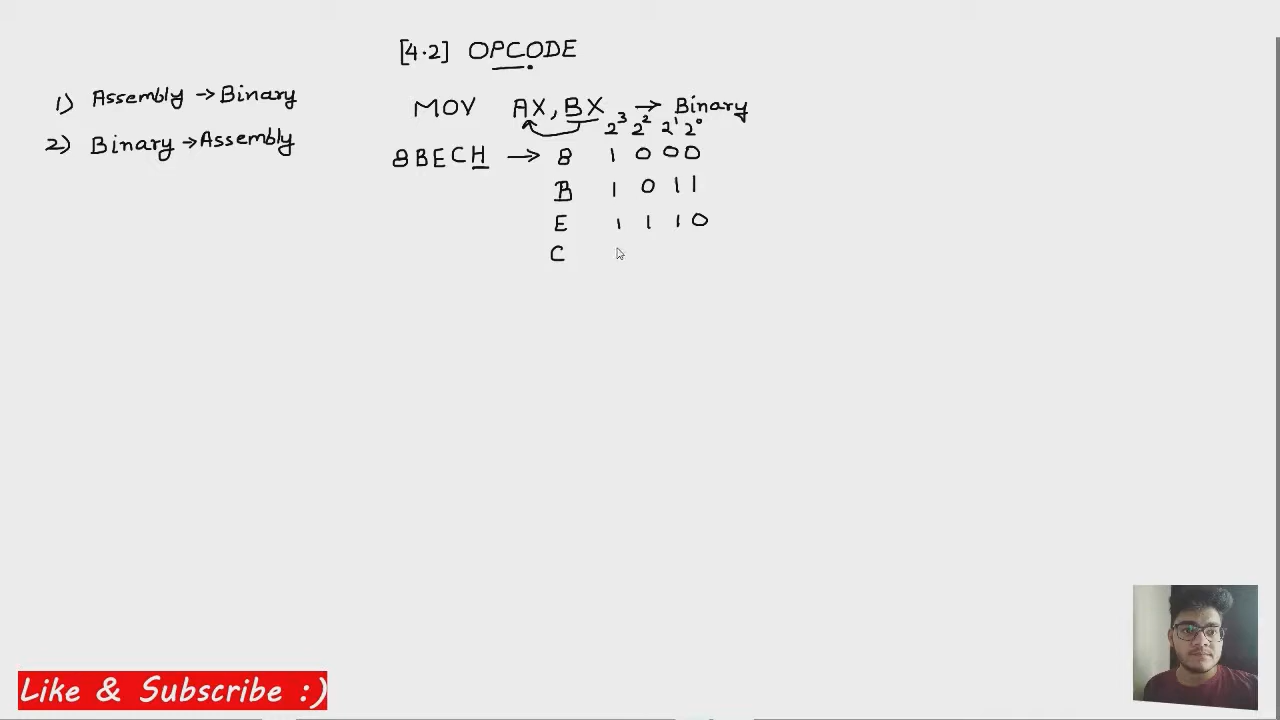 [4.2] OPCODE
1) Assembly → Binary
2) Binary → Assembly
MOV AX, BX → Binary
2³ 2² 2¹ 2⁰
8BECH → 8 1 0 0 0
B 1 0 1 1
E 1 1 1 0
C
Like & Subscribe :)